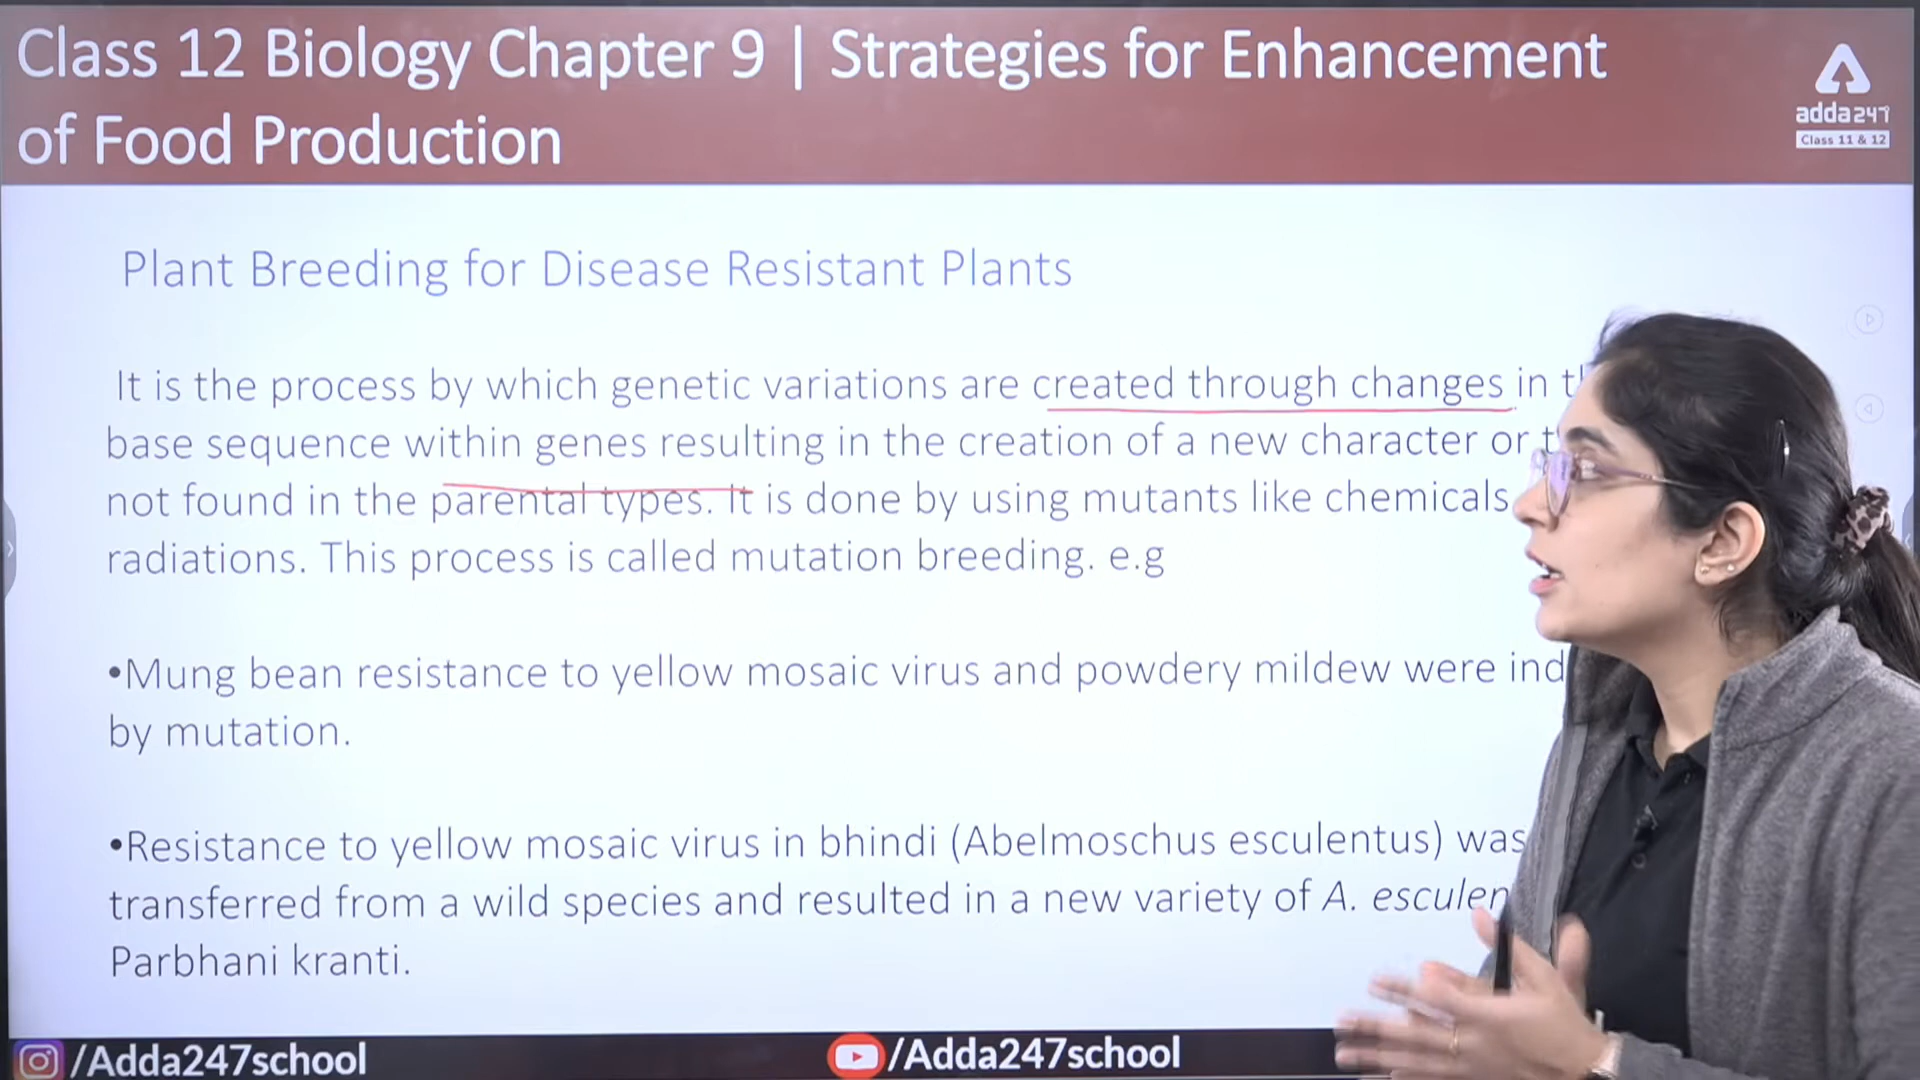 Class 12 Biology Chapter 9 | Strategies for Enhancement
of Food Production
adda247
Class 11 & 12
Plant Breeding for Disease Resistant Plants
It is the process by which genetic variations are created through changes in
base sequence within genes resulting in the creation of a new character or
not found in the parental types. It is done by using mutants like chemicals
radiations. This process is called mutation breeding. e.g
•Mung bean resistance to yellow mosaic virus and powdery mildew were
by mutation.
•Resistance to yellow mosaic virus in bhindi (Abelmoschus esculentus) was
transferred from a wild species and resulted in a new variety of A.
Parbhani kranti.
/Adda247school
/Adda247school